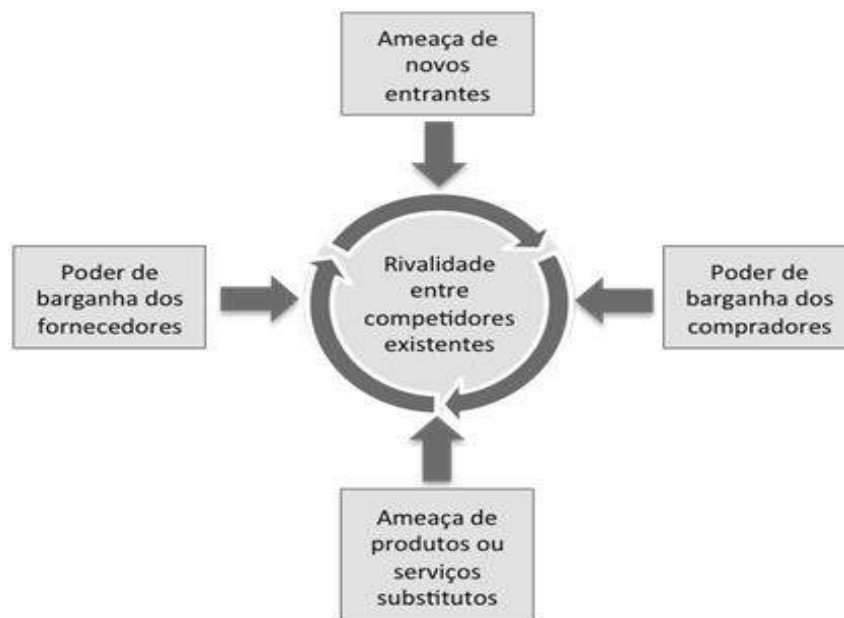 Ameaça de
novos
entrantes
Poder de
barganha dos
fornecedores
Rivalidade
entre
competidores
existentes
Poder de
barganha dos
compradores
Ameaça de
produtos ou
serviços
substitutos